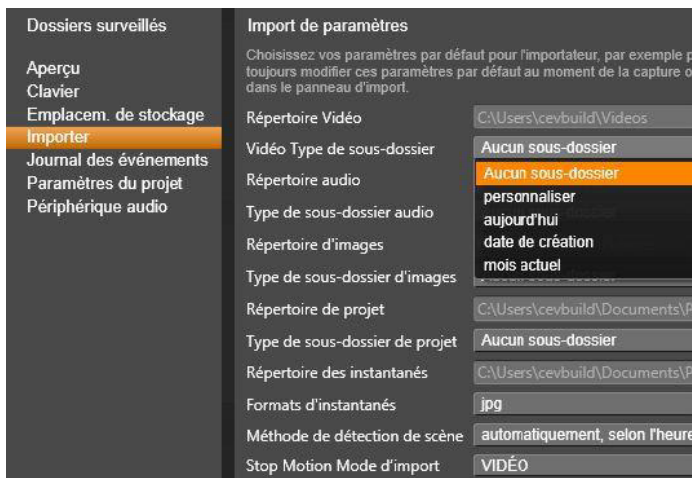 Dossiers surveillés
Aperçu
Clavier
Emplacem. de stockage
Importer
Journal des événements
Paramètres du projet
Périphérique audio
Import de paramètres
Choisissez vos paramètres par défaut pour l'importateur, par exemple
toujours modifier ces paramètres par défaut au moment de la capture
dans le panneau d'import.
Répertoire Vidéo C:\Users\cevbuild\Videos
Vidéo Type de sous-dossier Aucun sous-dossier
Aucun sous-dossier
Répertoire audio
personnaliser
aujourd'hui
Type de sous-dossier audio
date de création
Répertoire d'images
mois actuel
Type de sous-dossier d'images
Répertoire de projet C:\Users\cevbuild\Documents\P
Type de sous-dossier de projet Aucun sous-dossier
Répertoire des instantanés C:\Users\cevbuild\Documents\P
Formats d'instantanés jpg
Méthode de détection de scène automatiquement, selon l'heure
Stop Motion Mode d'import VIDÉO